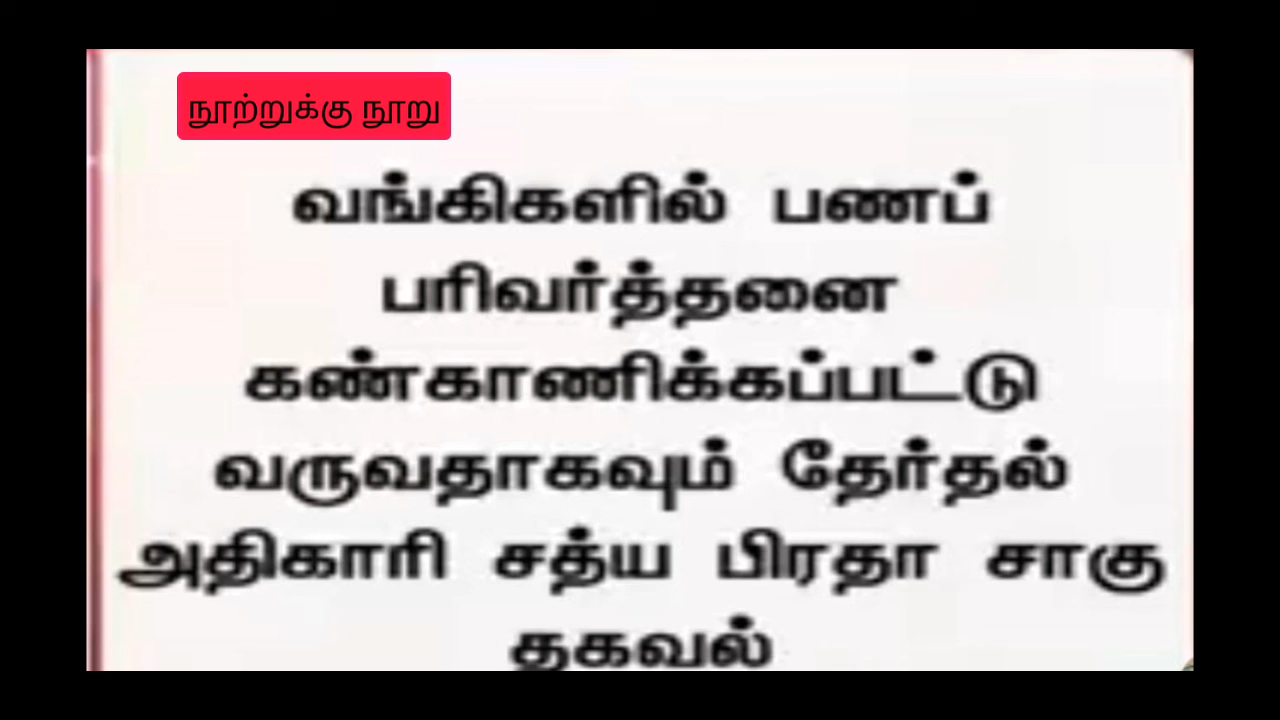 நூற்றுக்கு நூறு
வங்கிகளில் பணப்
பரிவர்த்தனை
கண்காணிக்கப்பட்டு
வருவதாகவும் தேர்தல்
அதிகாரி சத்ய பிரதா சாகு
தகவல்